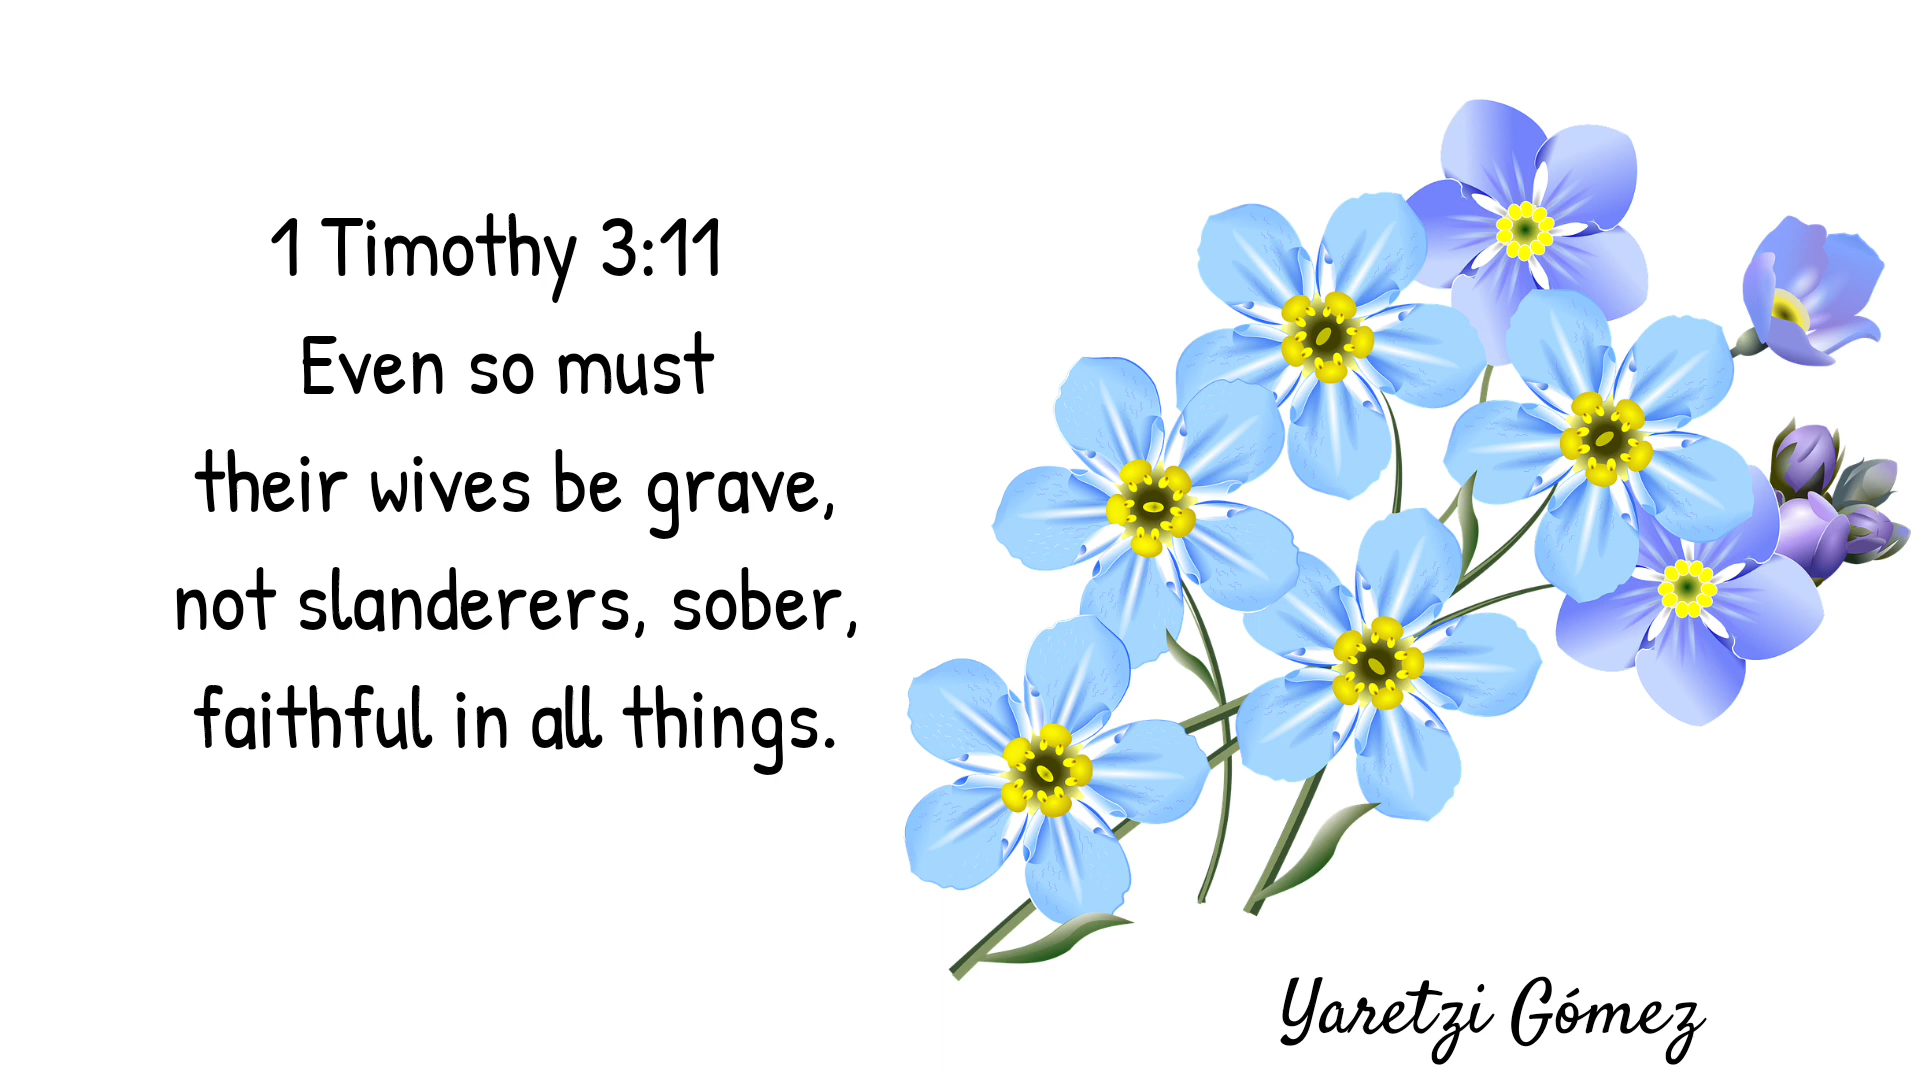 1 Timothy 3:11
Even so must
their wives be grave,
not slanderers, sober,
faithful in all things.
Yaretzi Gómez